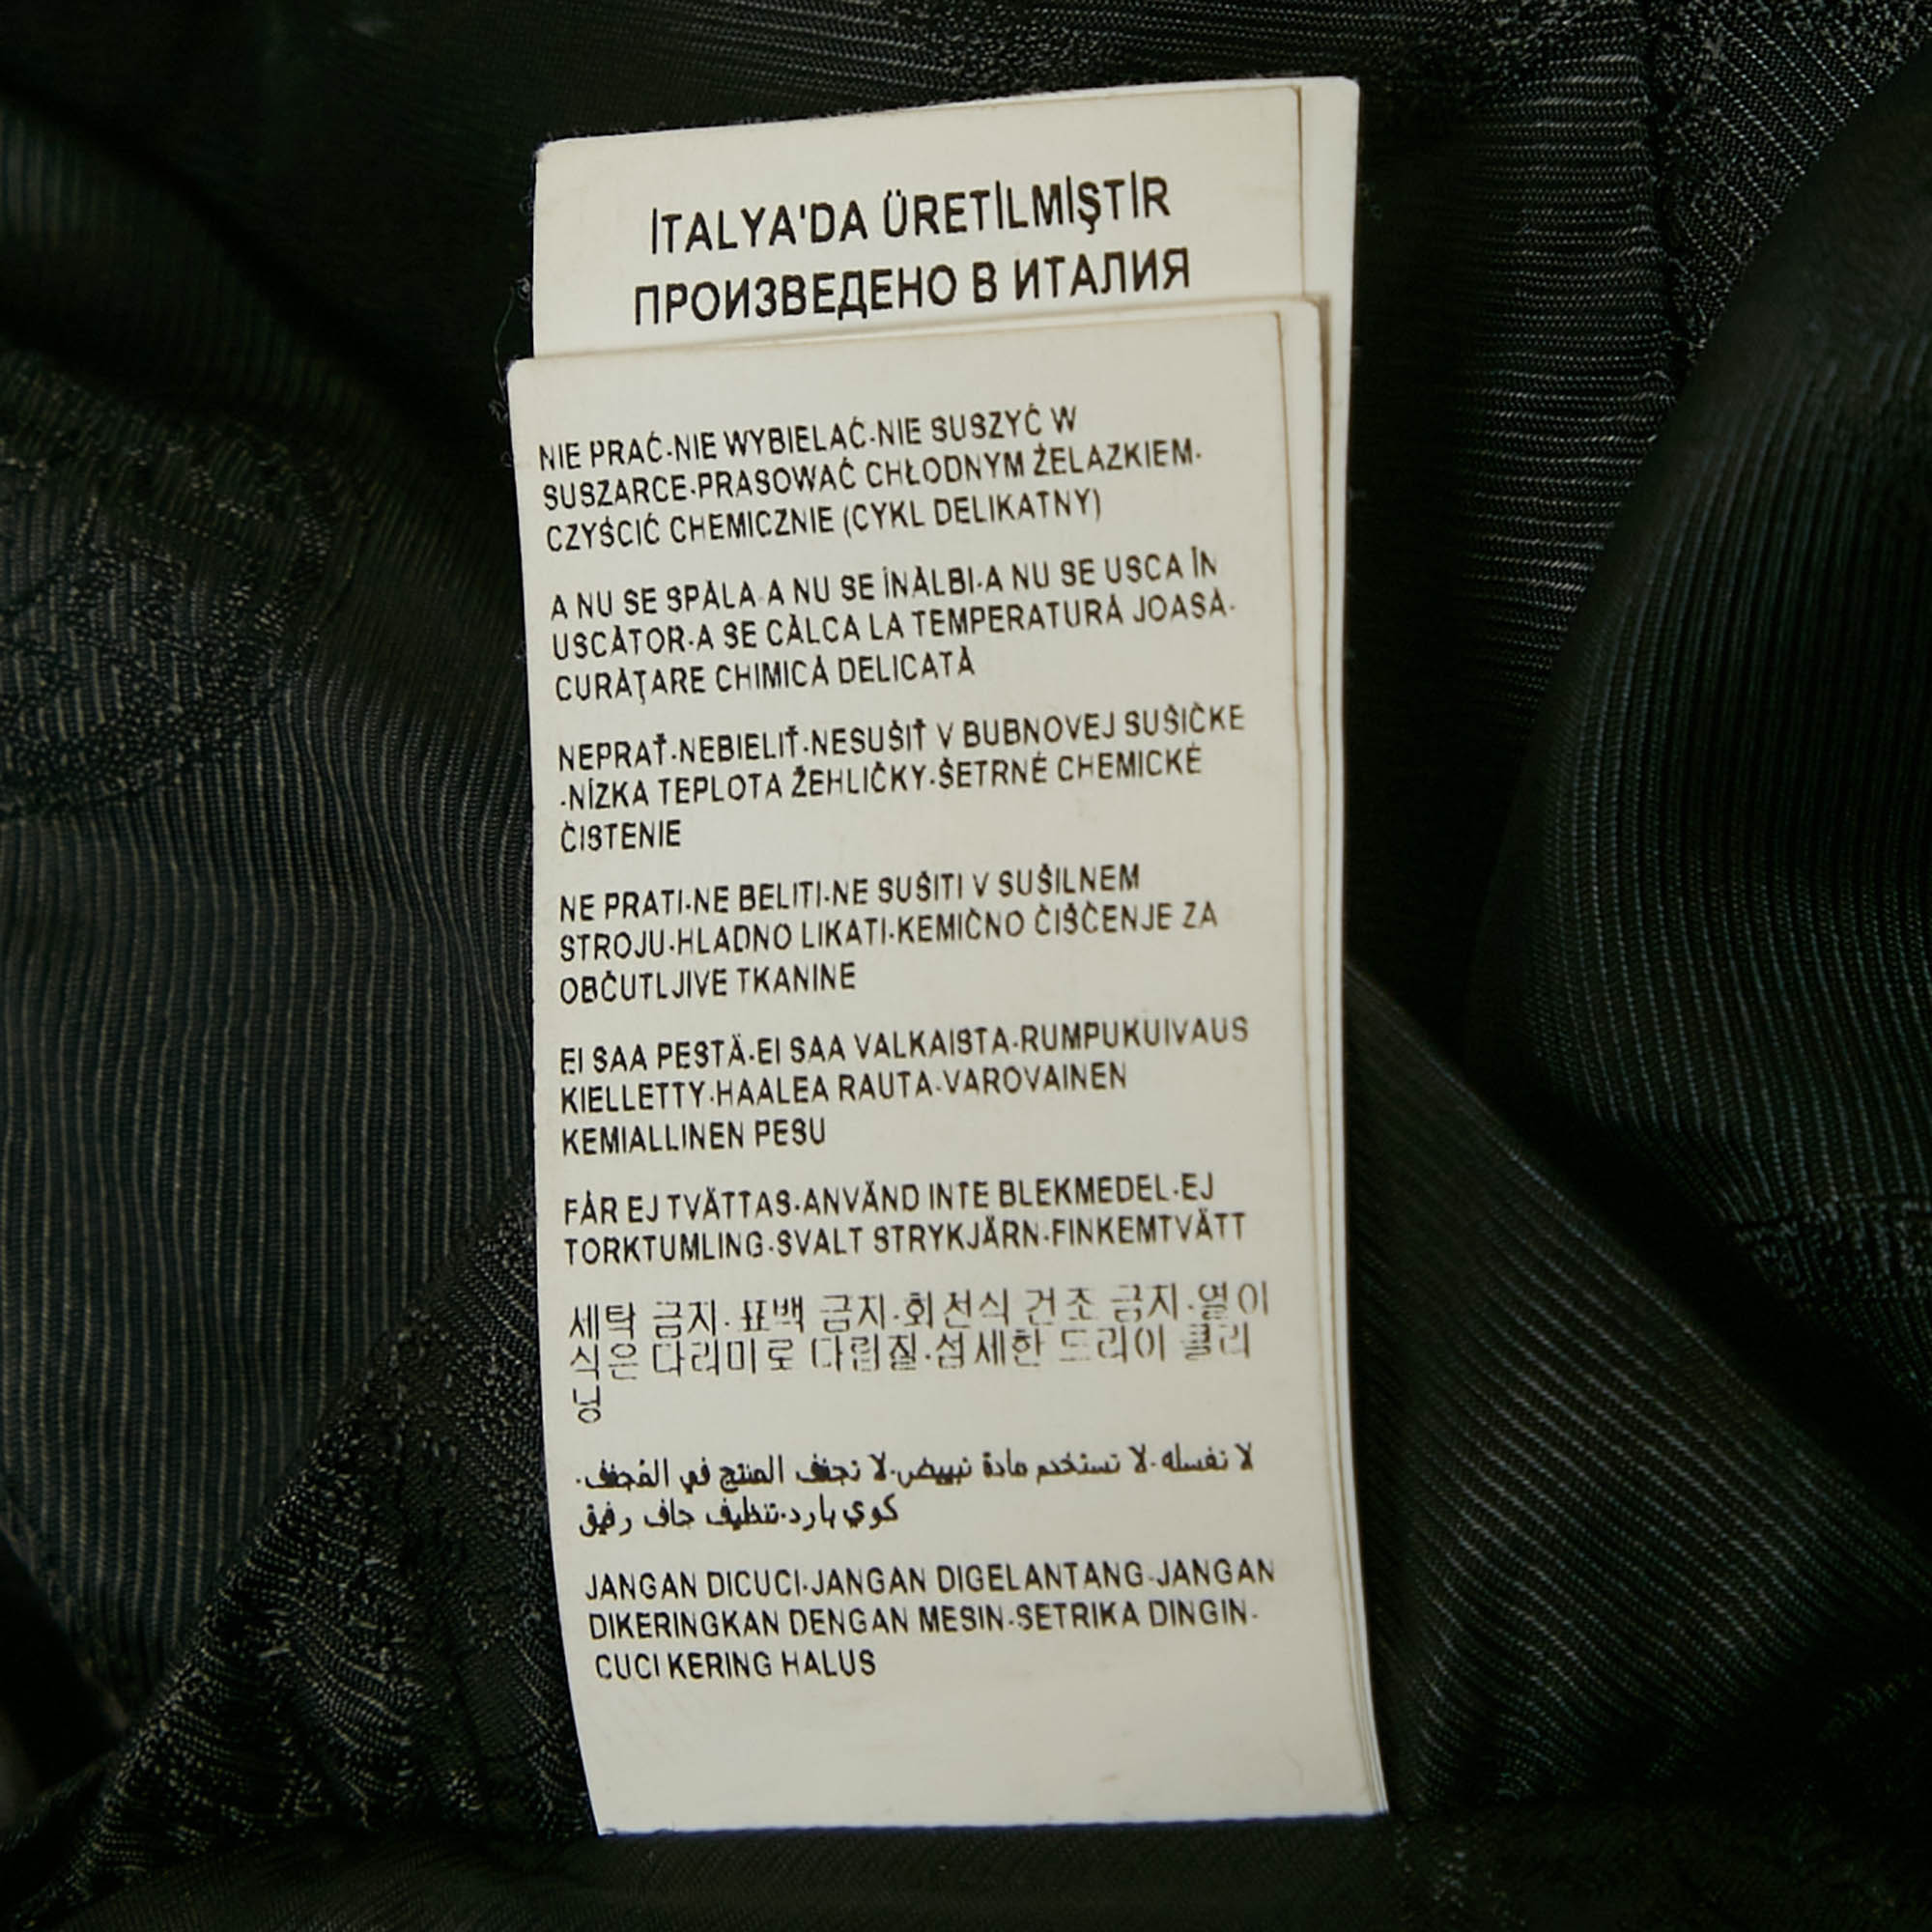 İTALYA'DA ÜRETİLMİŞTİR
ПРОИЗВЕДЕНО В ИТАЛИЯ
NIE PRAĆ-NIE WYBIELAĆ-NIE SUSZYĆ W
SUSZARCE-PRASOWAĆ CHŁODNYM ŻELAZKIEM-
CZYŚCIĆ CHEMICZNIE (CYKL DELIKATNY)
A NU SE SPĂLA-A NU SE ÎNĂLBI-A NU SE USCA ÎN
USCĂTOR-A SE CĂLCA LA TEMPERATURĂ JOASĂ-
CURĂŢARE CHIMICĂ DELICATĂ
NEPRAŤ-NEBIELIŤ-NESUŠIŤ V BUBNOVEJ SUŠIČKE
-NÍZKA TEPLOTA ŽEHLIČKY-ŠETRNÉ CHEMICKÉ
ČISTENIE
NE PRATI-NE BELITI-NE SUŠITI V SUŠILNEM
STROJU-HLADNO LIKATI-KEMIČNO ČIŠČENJE ZA
OBČUTLJIVE TKANINE
EI SAA PESTÄ-EI SAA VALKAISTA-RUMPUKUIVAUS
KIELLETTY-HAALEA RAUTA-VAROVAINEN
KEMIALLINEN PESU
FÅR EJ TVÄTTAS-ANVÄND INTE BLEKMEDEL-EJ
TORKTUMLING-SVALT STRYKJÄRN-FINKEMTVÄTT
세탁 금지-표백 금지-회전식 건조 금지-열이
식은 다리미로 다림질-섬세한 드라이 클리
닝
لا تغسله-لا تستخدم مادة تبييض-لا تجفف المنتج في المُجفف-
كوي بارد-تنظيف جاف رفيق
JANGAN DICUCI-JANGAN DIGELANTANG-JANGAN
DIKERINGKAN DENGAN MESIN-SETRIKA DINGIN-
CUCI KERING HALUS